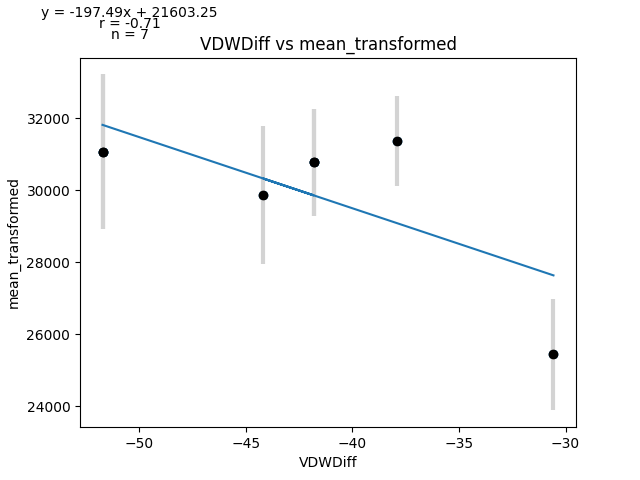 y = -197.49x + 21603.25
r = -0.71
n = 7
VDWDiff vs mean_transformed
mean_transformed
32000
30000
28000
26000
24000
−50
−45
−40
−35
−30
VDWDiff